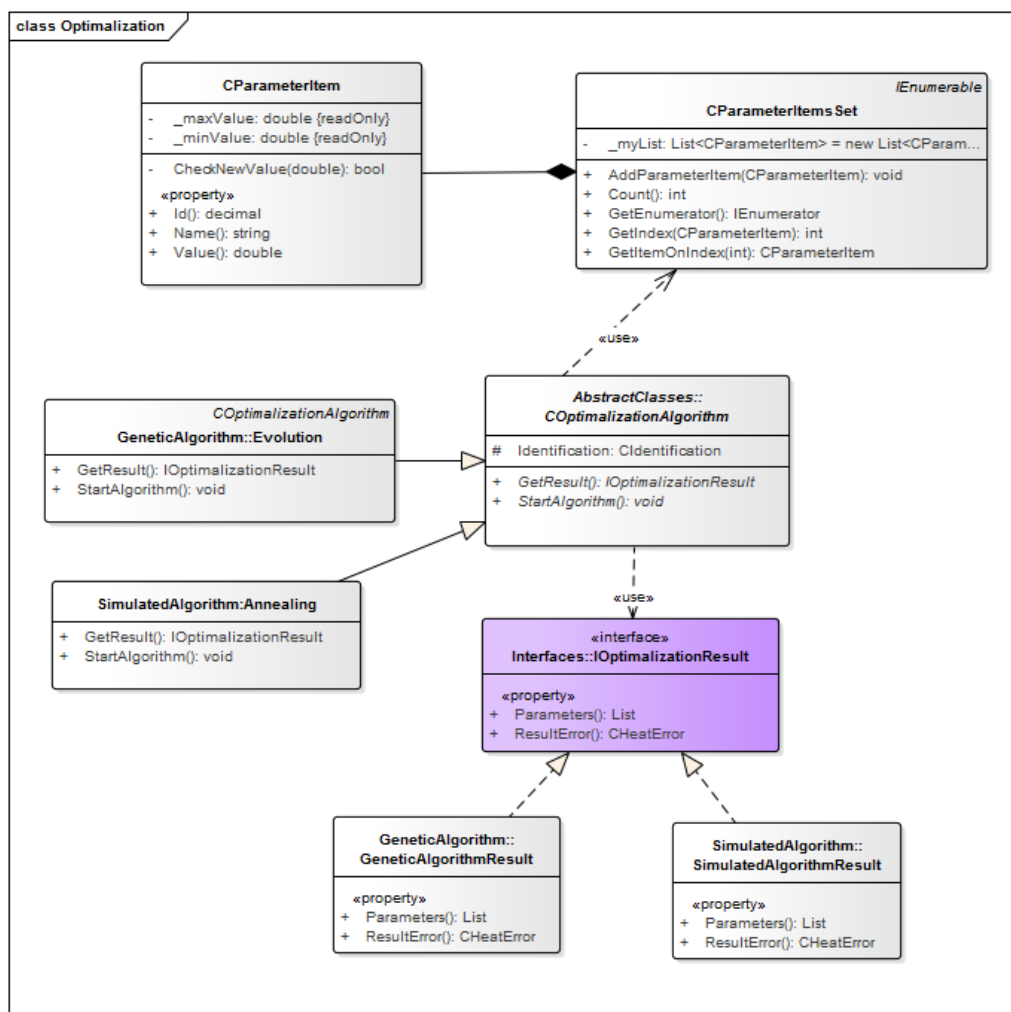 class Optimalization
CParameterItem
- _maxValue: double {readOnly}
- _minValue: double {readOnly}
- CheckNewValue(double): bool
«property»
+ Id(): decimal
+ Name(): string
+ Value(): double
IEnumerable
CParameterItemsSet
- _myList: List<CParameterItem> = new List<CParam...
+ AddParameterItem(CParameterItem): void
+ Count(): int
+ GetEnumerator(): IEnumerator
+ GetIndex(CParameterItem): int
+ GetItemOnIndex(int): CParameterItem
«use»
AbstractClasses::
COptimalizationAlgorithm
# Identification: CIdentification
+ GetResult(): IOptimalizationResult
+ StartAlgorithm(): void
COptimalizationAlgorithm
GeneticAlgorithm::Evolution
+ GetResult(): IOptimalizationResult
+ StartAlgorithm(): void
SimulatedAlgorithm:Annealing
+ GetResult(): IOptimalizationResult
+ StartAlgorithm(): void
«use»
«interface»
Interfaces::IOptimalizationResult
«property»
+ Parameters(): List
+ ResultError(): CHeatError
GeneticAlgorithm::
GeneticAlgorithmResult
«property»
+ Parameters(): List
+ ResultError(): CHeatError
SimulatedAlgorithm::
SimulatedAlgorithmResult
«property»
+ Parameters(): List
+ ResultError(): CHeatError